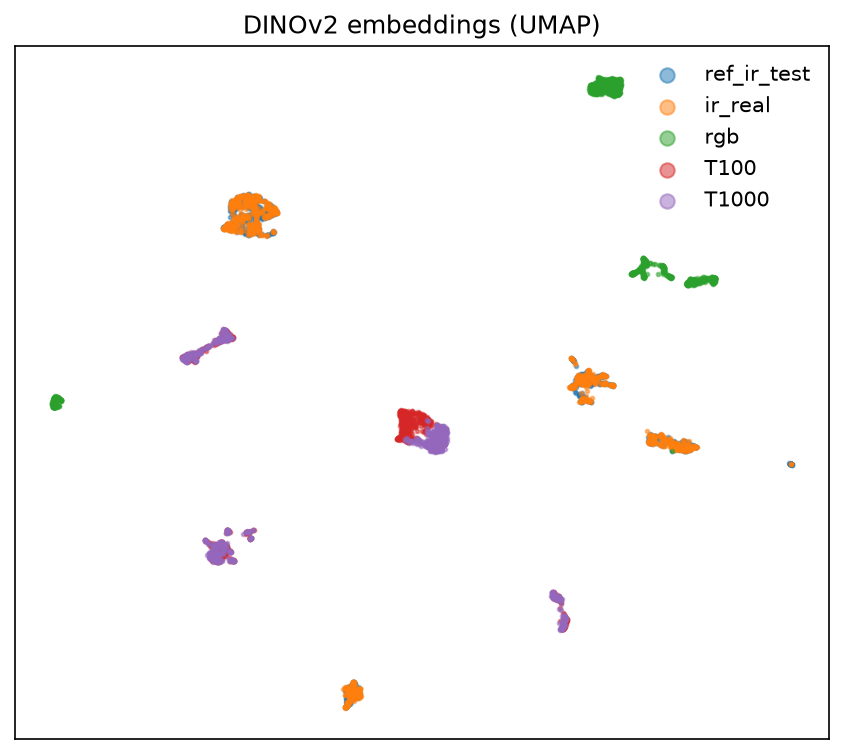 DINOv2 embeddings (UMAP)
ref_ir_test
ir_real
rgb
T100
T1000